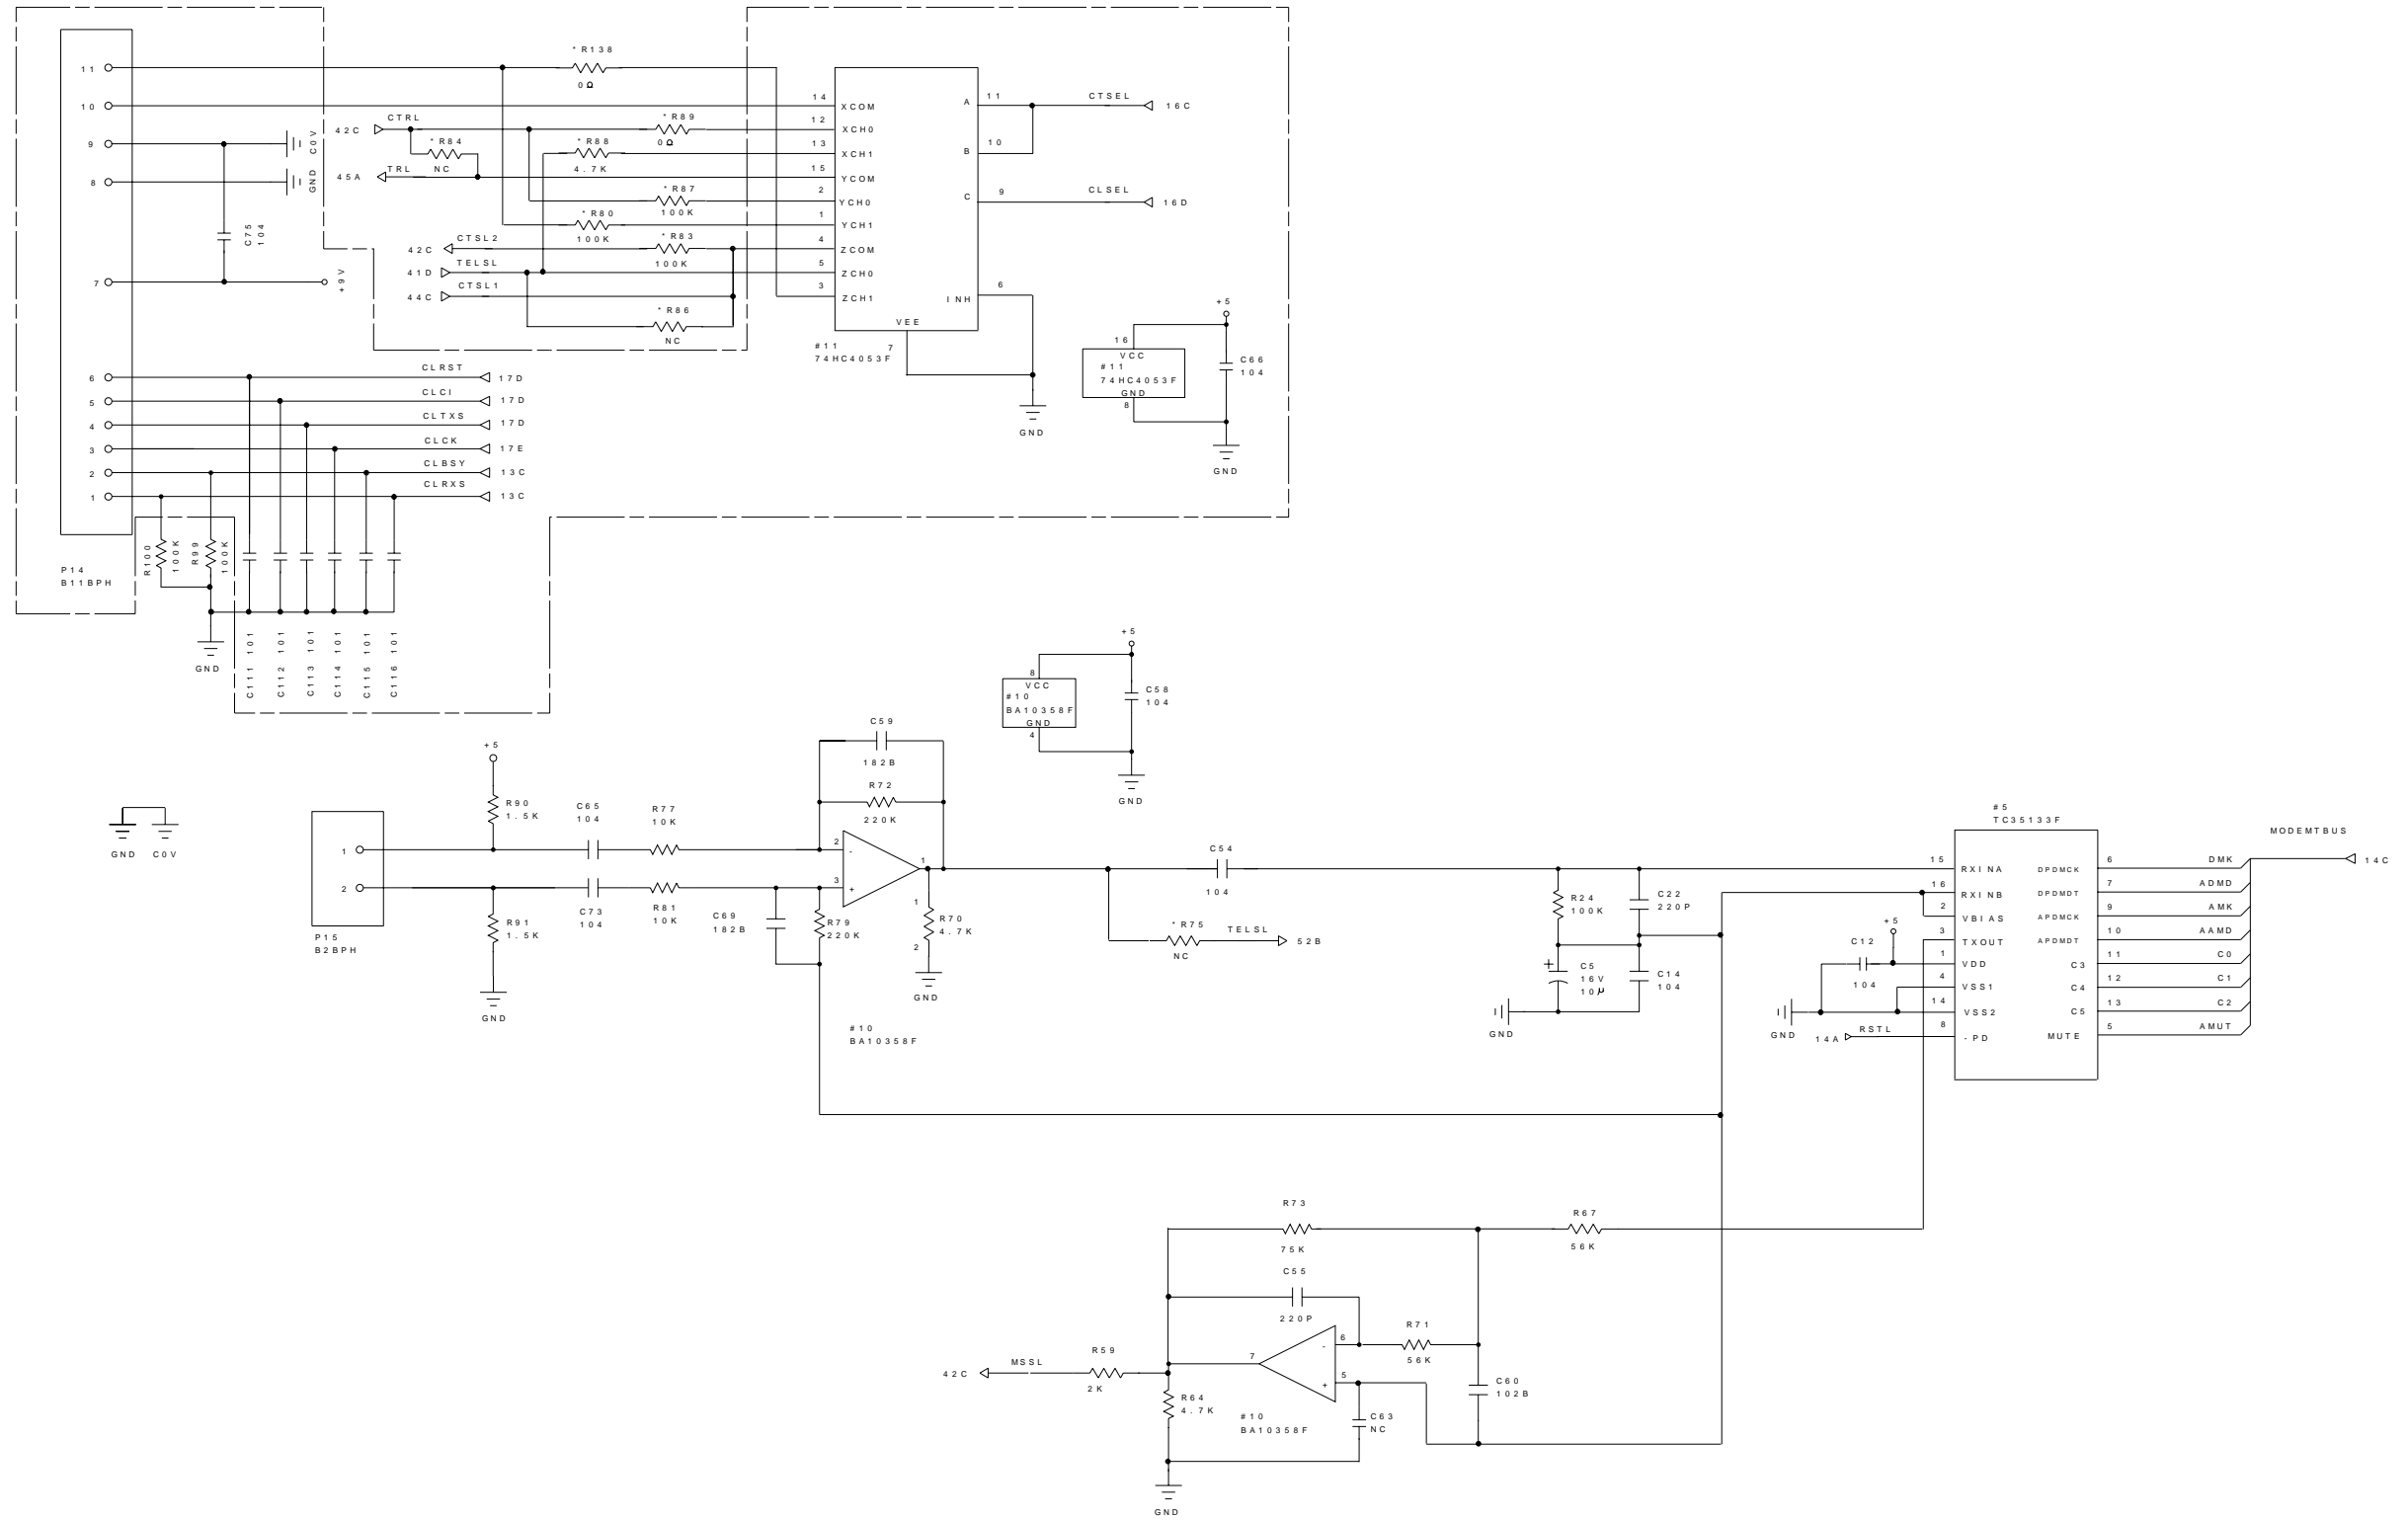 * R138
0Ω
11
10
9
8
7
6
5
4
3
2
1
C0V
GND
C75
104
+9V
42C
CTRL
* R84
NC
45A
TRL
* R89
0Ω
* R88
4.7K
* R87
100K
* R80
100K
42C
CTSL2
* R83
100K
41D
TELSL
44C
CTSL1
* R86
NC
14
12
13
15
2
1
4
5
3
XCOM
XCH0
XCH1
YCOM
YCH0
YCH1
ZCOM
ZCH0
ZCH1
A
B
C
INH
VEE
7
#11
74HC4053F
11
10
9
6
CTSEL
16C
CLSEL
16D
GND
+5
16
VCC
#11
74HC4053F
GND
8
C66
104
GND
CLRST
17D
CLCI
17D
CLTXS
17D
CLCK
17E
CLBSY
13C
CLRXS
13C
P14
B11BPH
R100
100K
R99
100K
GND
C111 101
C112 101
C113 101
C114 101
C115 101
C116 101
+5
8
VCC
#10
BA10358F
GND
4
C58
104
GND
GND
C0V
1
2
P15
B2BPH
+5
R90
1.5K
R91
1.5K
GND
C65
104
R77
10K
C73
104
R81
10K
C59
182B
R72
220K
C69
182B
R79
220K
2
-
3
+
1
1
R70
4.7K
2
GND
#10
BA10358F
C54
104
* R75
NC
TELSL
52B
R24
100K
C22
220P
C5
16V
10μ
C14
104
+
GND
#5
TC35133F
15
16
2
3
1
4
14
8
RXINA
RXINB
VBIAS
TXOUT
VDD
VSS1
VSS2
-PD
DPDMCK
DPDMDT
APDMCK
APDMDT
C3
C4
C5
MUTE
6
7
9
10
11
12
13
5
DMK
ADMD
AMK
AAMD
C0
C1
C2
AMUT
MODEMTBUS
14C
+5
C12
104
GND
14A
RSTL
R73
75K
R67
56K
C55
220P
R71
56K
6
-
5
+
7
#10
BA10358F
42C
MSSL
R59
2K
R64
4.7K
C63
NC
C60
102B
GND